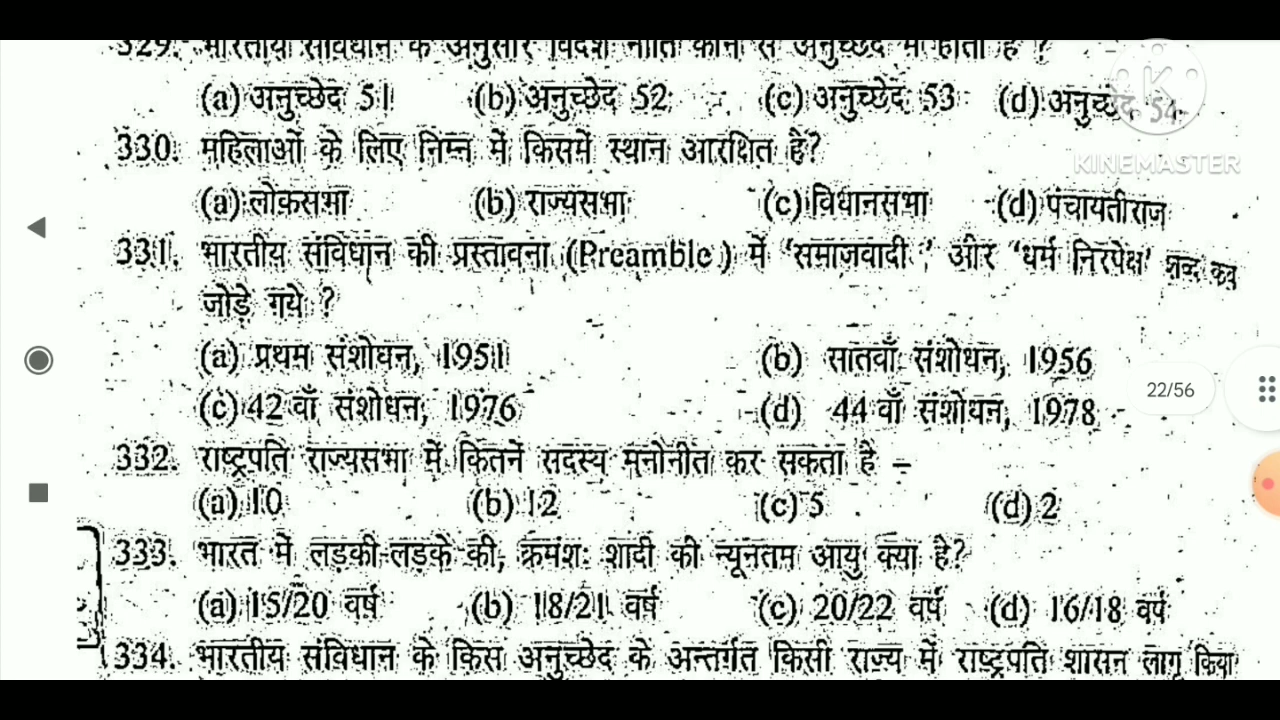 329. भारतीय संविधान के अनुसार विदेश नीति कौन से अनुच्छेद में होता है ?
(a) अनुच्छेद 51 (b) अनुच्छेद 52 (c) अनुच्छेद 53 (d) अनुच्छेद 54
330. महिलाओं के लिए निम्न में किसमें स्थान आरक्षित है?
(a) लोकसभा (b) राज्यसभा (c) विधानसभा (d) पंचायतीराज
331. भारतीय संविधान की प्रस्तावना (Preamble) में 'समाजवादी' और 'धर्म निरपेक्ष' शब्द कब
जोड़े गये ?
(a) प्रथम संशोधन, 1951 (b) सातवाँ संशोधन, 1956
(c) 42 वाँ संशोधन, 1976 (d) 44 वाँ संशोधन, 1978
332. राष्ट्रपति राज्यसभा में कितनें सदस्य मनोनीत कर सकता है –
(a) 10 (b) 12 (c) 5 (d) 2
333. भारत में लड़की-लड़के की, क्रमंशः शादी की न्यूनतम आयु क्या है?
(a) 15/20 वर्ष (b) 18/21 वर्ष (c) 20/22 वर्ष (d) 16/18 वर्ष
334. भारतीय संविधान के किस अनुच्छेद के अन्तर्गत किसी राज्य में राष्ट्रपति शासन लागू किया
K
KINEMASTER
22/56